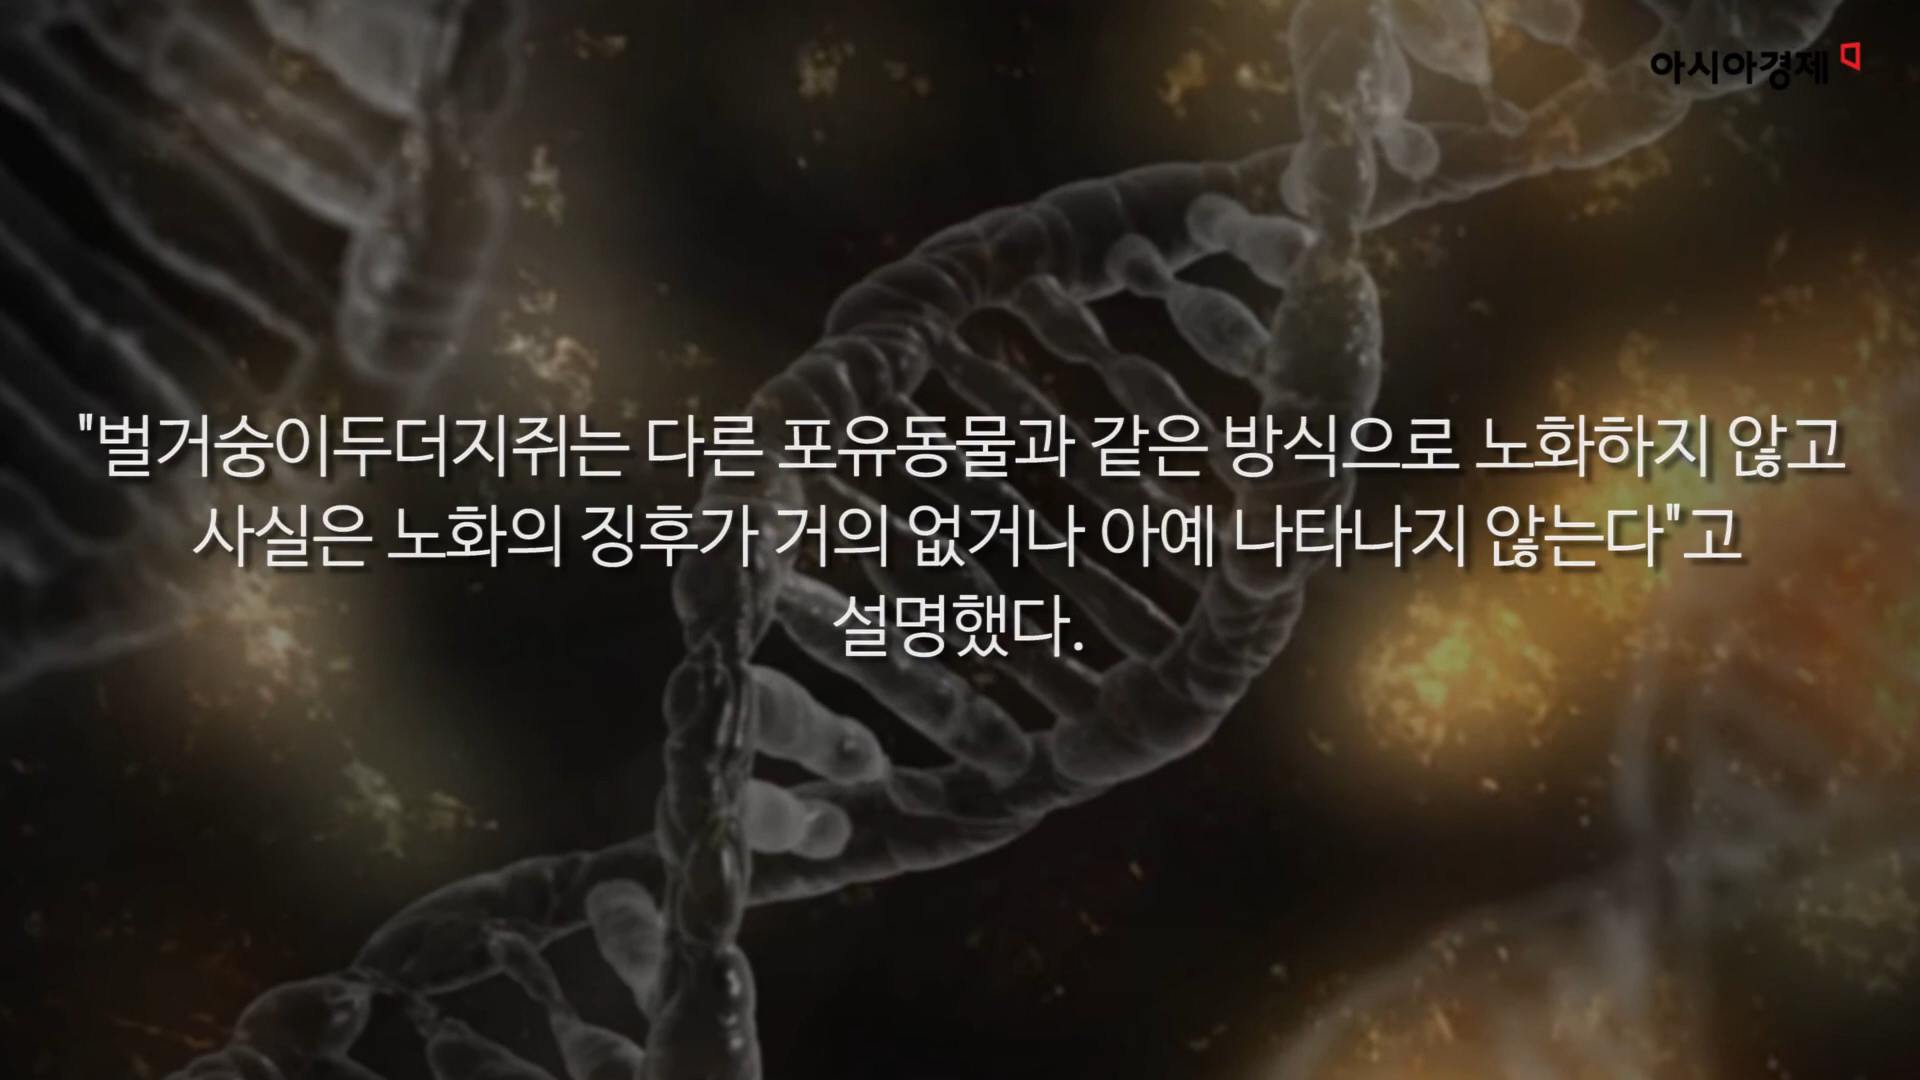 아시아경제
"벌거숭이두더지쥐는 다른 포유동물과 같은 방식으로 노화하지 않고
사실은 노화의 징후가 거의 없거나 아예 나타나지 않는다"고
설명했다.